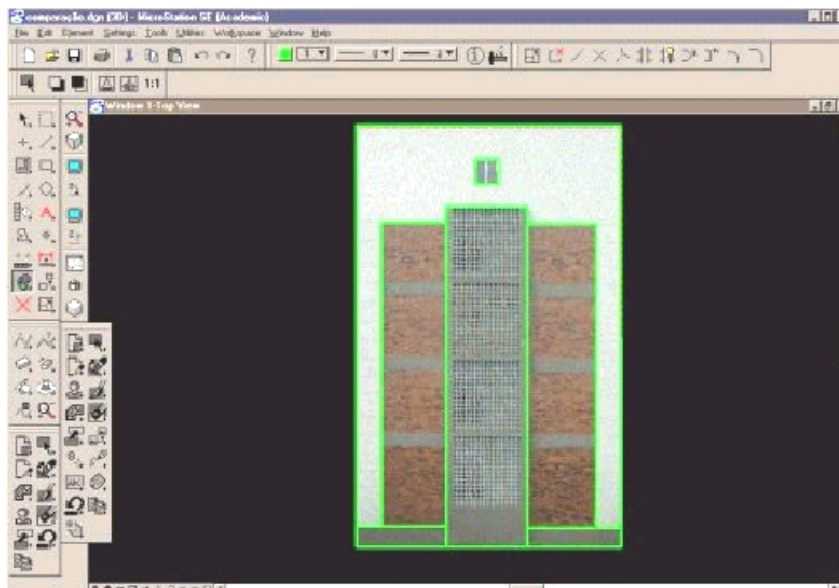 comparação.dgn (3D) - MicroStation SE (Academic)
File Edit Element Settings Tools Utilities Workspace Window Help
1:1
Window 1-Top View